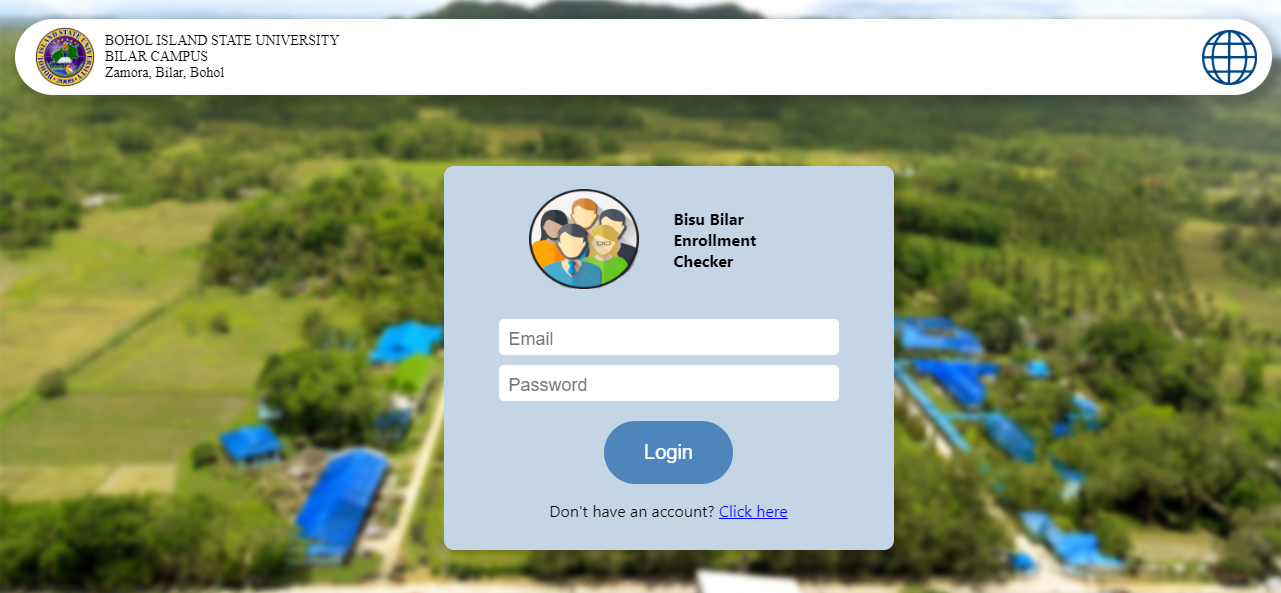 BOHOL ISLAND STATE UNIVERSITY
BILAR CAMPUS
Zamora, Bilar, Bohol
Bisu Bilar
Enrollment
Checker
Email
Password
Login
Don't have an account? Click here